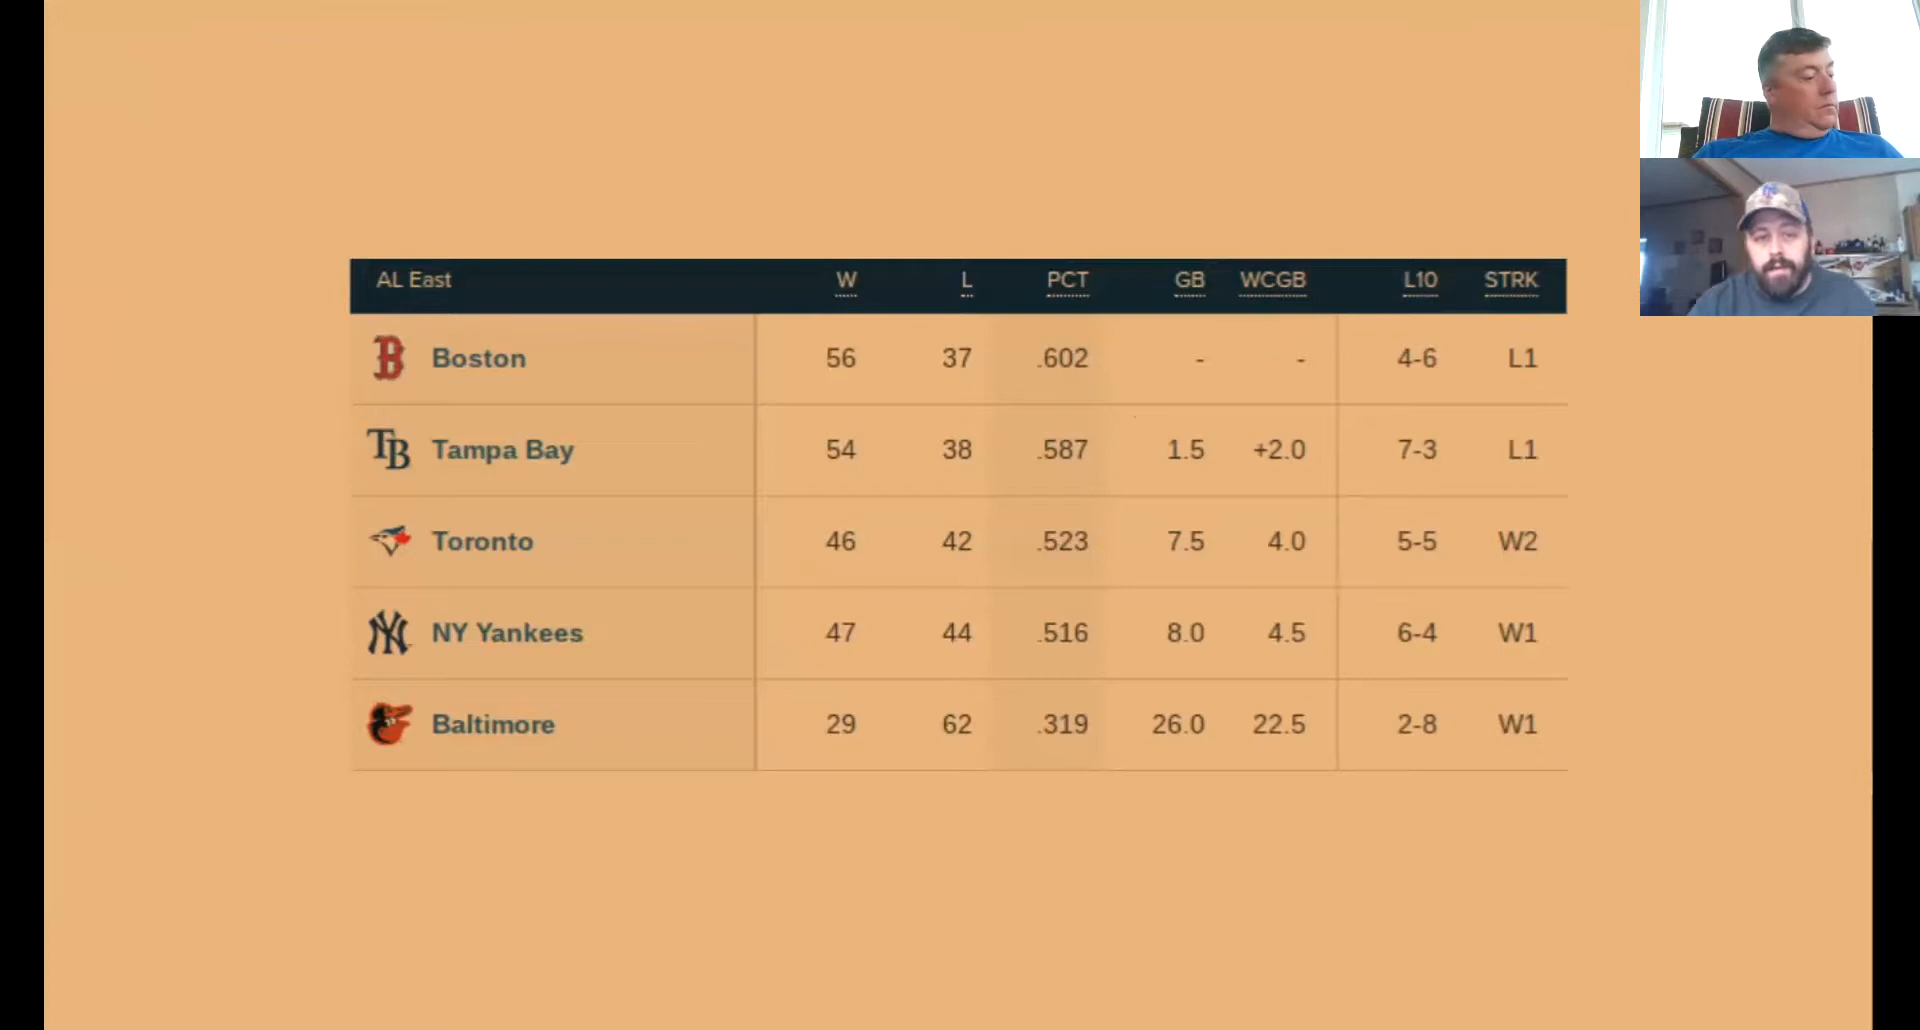 AL East W L PCT GB WCGB L10 STRK
B Boston 56 37 .602 - - 4-6 L1
TB Tampa Bay 54 38 .587 1.5 +2.0 7-3 L1
Toronto 46 42 .523 7.5 4.0 5-5 W2
NY NY Yankees 47 44 .516 8.0 4.5 6-4 W1
Baltimore 29 62 .319 26.0 22.5 2-8 W1